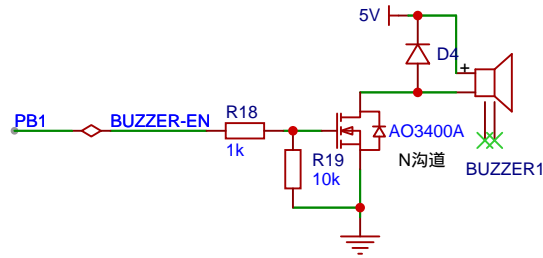 5V
D4
+
PB1
BUZZER-EN
R18
1k
R19
10k
AO3400A
N沟道
BUZZER1